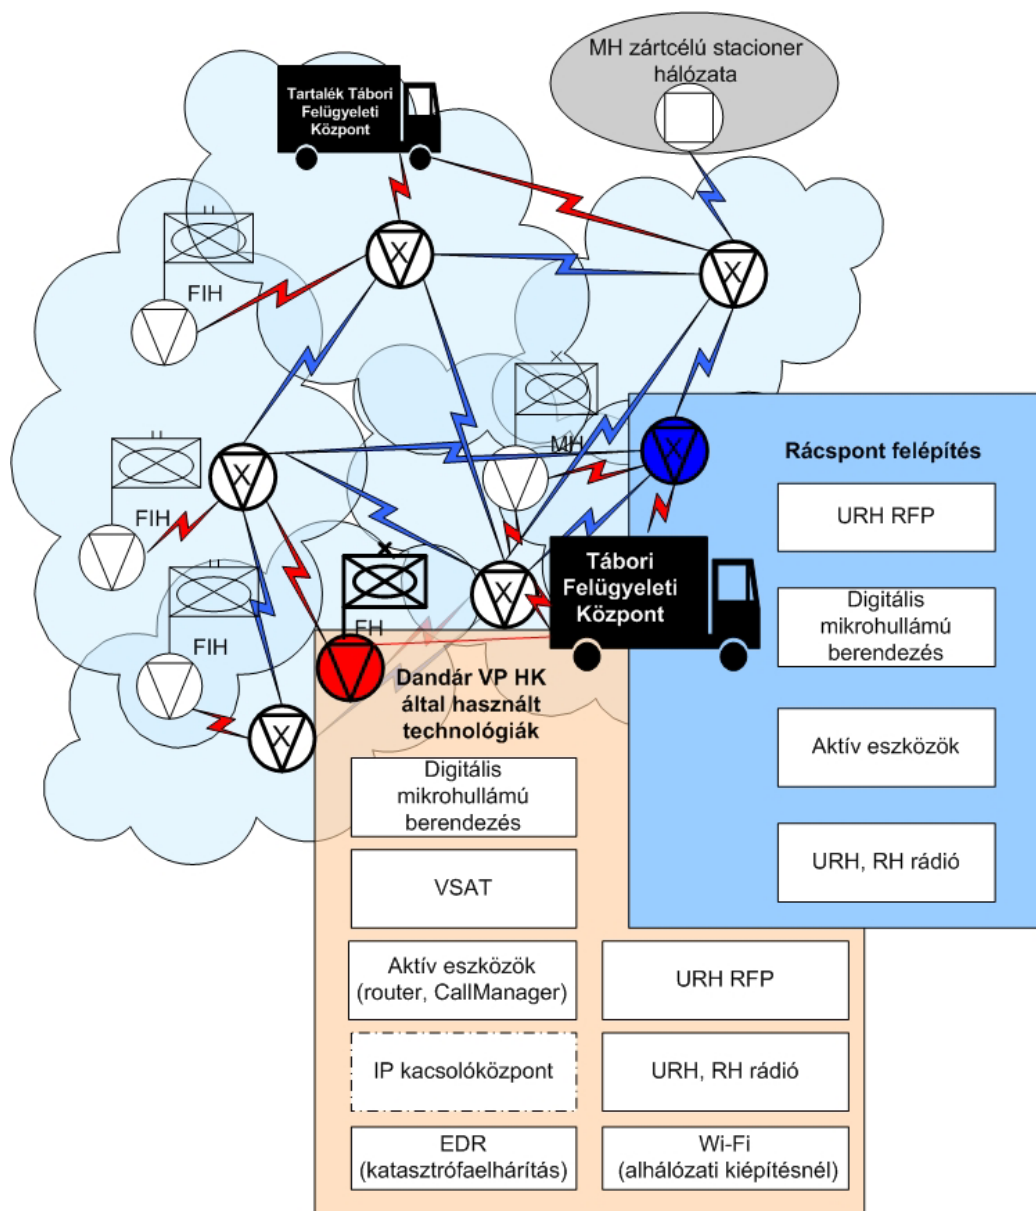 MH zártcélú stacioner
hálózata
Tartalék Tábori
Felügyeleti
Központ
X
X
FIH
X
MH
X
Rácspont felépítés
FIH
X
URH RFP
Tábori
Felügyeleti
Központ
X
Digitális
mikrohullámú
berendezés
FIH
FH
X
Dandár VP HK
által használt
technológiák
Aktív eszközök
Digitális
mikrohullámú
berendezés
URH, RH rádió
VSAT
Aktív eszközök
(router, CallManager)
URH RFP
IP kacsolóközpont
URH, RH rádió
EDR
(katasztrófaelhárítás)
Wi-Fi
(alhálózati kiépítésnél)